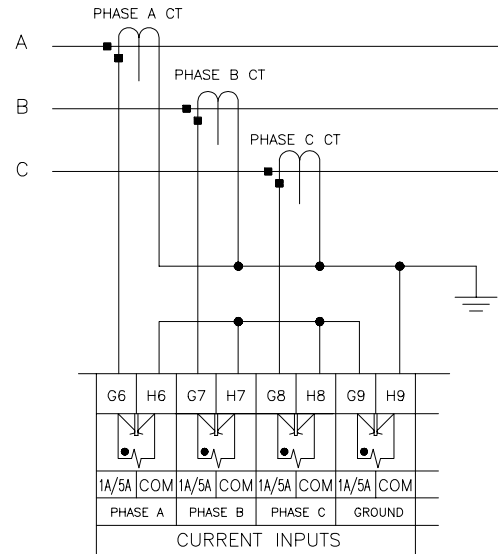 PHASE A CT
A
PHASE B CT
B
PHASE C CT
C
G6 H6 G7 H7 G8 H8 G9 H9
1A/5A COM 1A/5A COM 1A/5A COM 1A/5A COM
PHASE A PHASE B PHASE C GROUND
CURRENT INPUTS